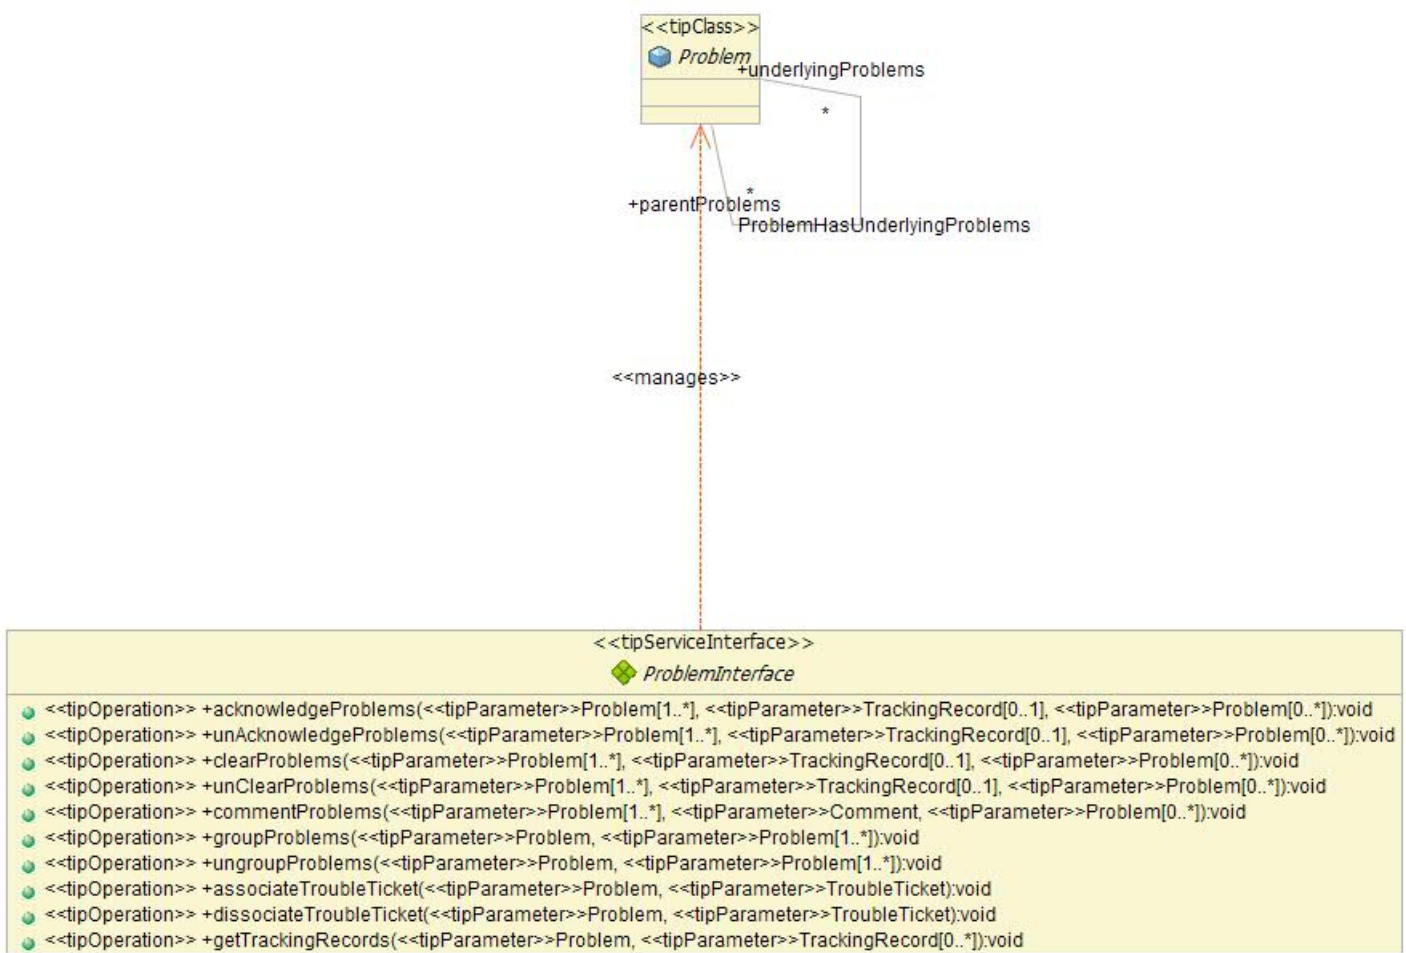 <<tipClass>>
Problem
+underlyingProblems
*
*
+parentProblems
ProblemHasUnderlyingProblems
<<manages>>
<<tipServiceInterface>>
ProblemInterface
<<tipOperation>> +acknowledgeProblems(<<tipParameter>>Problem[1..*], <<tipParameter>>TrackingRecord[0..1], <<tipParameter>>Problem[0..*]):void
<<tipOperation>> +unAcknowledgeProblems(<<tipParameter>>Problem[1..*], <<tipParameter>>TrackingRecord[0..1], <<tipParameter>>Problem[0..*]):void
<<tipOperation>> +clearProblems(<<tipParameter>>Problem[1..*], <<tipParameter>>TrackingRecord[0..1], <<tipParameter>>Problem[0..*]):void
<<tipOperation>> +unClearProblems(<<tipParameter>>Problem[1..*], <<tipParameter>>TrackingRecord[0..1], <<tipParameter>>Problem[0..*]):void
<<tipOperation>> +commentProblems(<<tipParameter>>Problem[1..*], <<tipParameter>>Comment, <<tipParameter>>Problem[0..*]):void
<<tipOperation>> +groupProblems(<<tipParameter>>Problem, <<tipParameter>>Problem[1..*]):void
<<tipOperation>> +ungroupProblems(<<tipParameter>>Problem, <<tipParameter>>Problem[1..*]):void
<<tipOperation>> +associateTroubleTicket(<<tipParameter>>Problem, <<tipParameter>>TroubleTicket):void
<<tipOperation>> +dissociateTroubleTicket(<<tipParameter>>Problem, <<tipParameter>>TroubleTicket):void
<<tipOperation>> +getTrackingRecords(<<tipParameter>>Problem, <<tipParameter>>TrackingRecord[0..*]):void